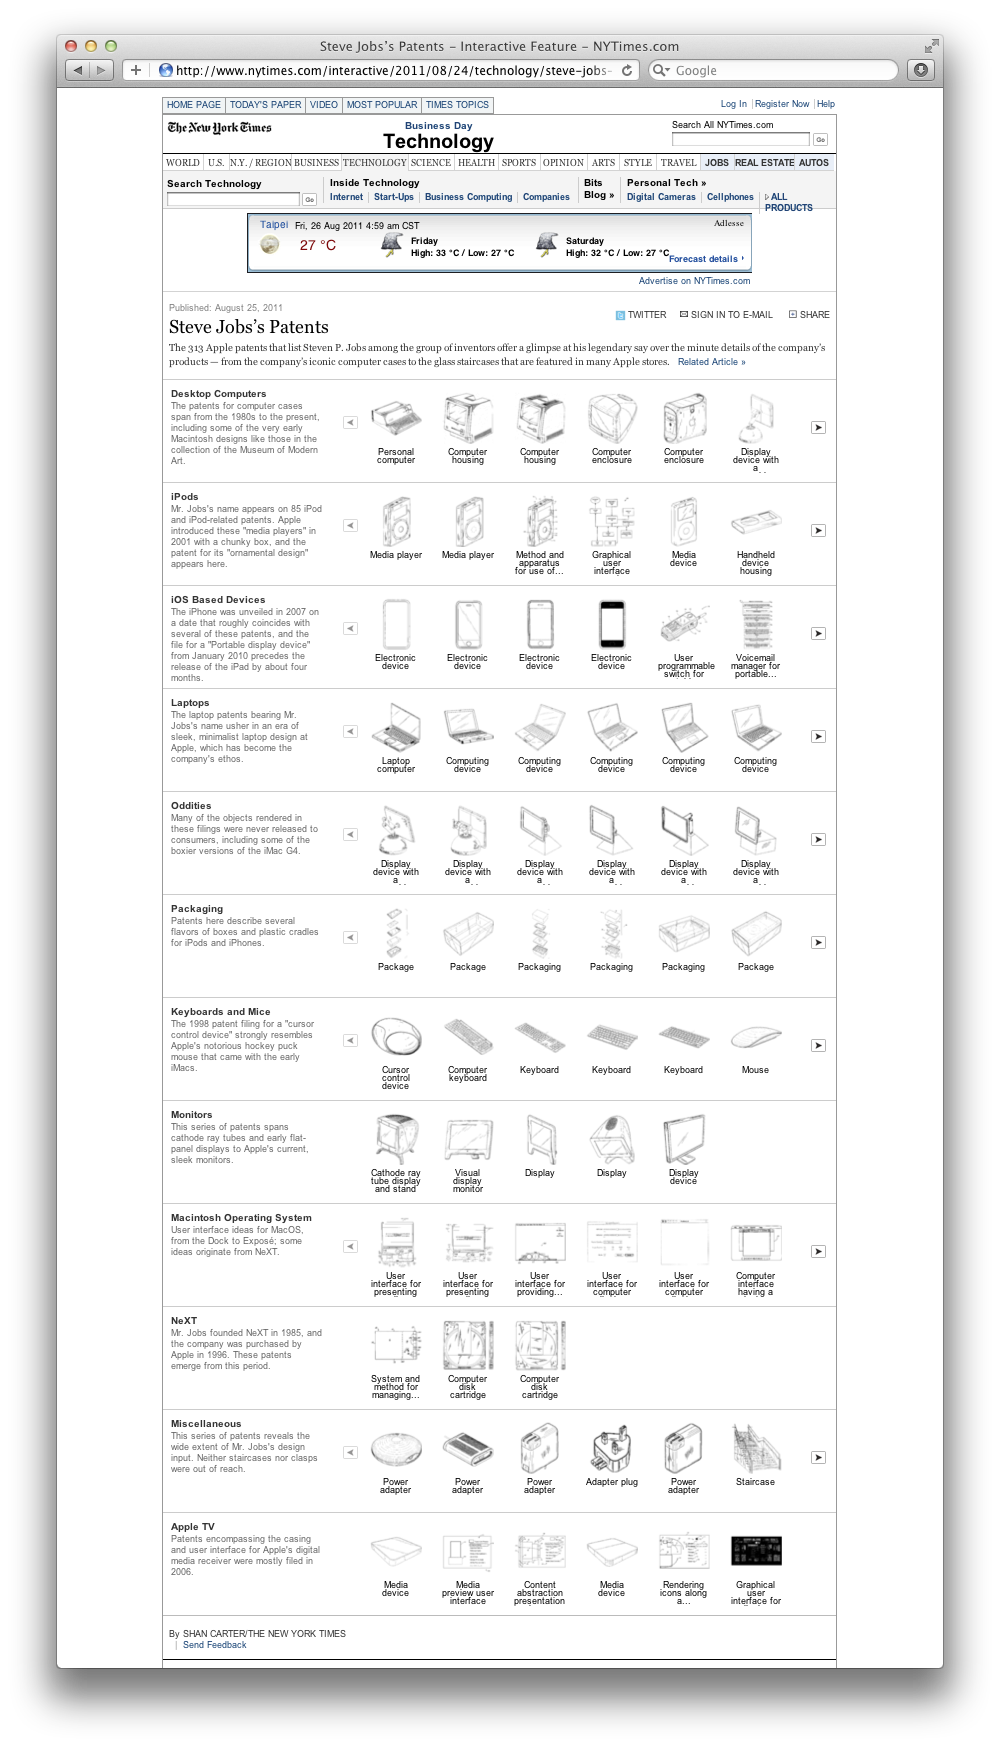 Steve Jobs's Patents – Interactive Feature – NYTimes.com
http://www.nytimes.com/interactive/2011/08/24/technology/steve-jobs-
Google
HOME PAGE TODAY'S PAPER VIDEO MOST POPULAR TIMES TOPICS
Log In Register Now Help
The New York Times
Business Day
Technology
Search All NYTimes.com
Go
WORLD U.S. N.Y. / REGION BUSINESS TECHNOLOGY SCIENCE HEALTH SPORTS OPINION ARTS STYLE TRAVEL JOBS REAL ESTATE AUTOS
Search Technology
Go
Inside Technology
Internet Start-Ups Business Computing Companies
Bits
Blog »
Personal Tech »
Digital Cameras Cellphones ALL
PRODUCTS
Taipei Fri, 26 Aug 2011 4:59 am CST
Adlesse
27 °C
Friday
High: 33 °C / Low: 27 °C
Saturday
High: 32 °C / Low: 27 °C
Forecast details
Advertise on NYTimes.com
Published: August 25, 2011
Steve Jobs's Patents
TWITTER SIGN IN TO E-MAIL SHARE
The 313 Apple patents that list Steven P. Jobs among the group of inventors offer a glimpse at his legendary say over the minute details of the company's
products — from the company's iconic computer cases to the glass staircases that are featured in many Apple stores. Related Article »
Desktop Computers
The patents for computer cases
span from the 1980s to the present,
including some of the very early
Macintosh designs like those in the
collection of the Museum of Modern
Art.
Personal
computer
Computer
housing
Computer
housing
Computer
enclosure
Computer
enclosure
Display
device with
a...
iPods
Mr. Jobs's name appears on 85 iPod
and iPod-related patents. Apple
introduced these "media players" in
2001 with a chunky box, and the
patent for its "ornamental design"
appears here.
Media player
Media player
Method and
apparatus
for use of...
Graphical
user
interface
Media
device
Handheld
device
housing
iOS Based Devices
The iPhone was unveiled in 2007 on
a date that roughly coincides with
several of these patents, and the
file for a "Portable display device"
from January 2010 precedes the
release of the iPad by about four
months.
Electronic
device
Electronic
device
Electronic
device
Electronic
device
User
programmable
switch for
Voicemail
manager for
portable...
Laptops
The laptop patents bearing Mr.
Jobs's name usher in an era of
sleek, minimalist laptop design at
Apple, which has become the
company's ethos.
Laptop
computer
Computing
device
Computing
device
Computing
device
Computing
device
Computing
device
Oddities
Many of the objects rendered in
these filings were never released to
consumers, including some of the
boxier versions of the iMac G4.
Display
device with
a...
Display
device with
a...
Display
device with
a...
Display
device with
a...
Display
device with
a...
Display
device with
a...
Packaging
Patents here describe several
flavors of boxes and plastic cradles
for iPods and iPhones.
Package
Package
Packaging
Packaging
Packaging
Package
Keyboards and Mice
The 1998 patent filing for a "cursor
control device" strongly resembles
Apple's notorious hockey puck
mouse that came with the early
iMacs.
Cursor
control
device
Computer
keyboard
Keyboard
Keyboard
Keyboard
Mouse
Monitors
This series of patents spans
cathode ray tubes and early flat-
panel displays to Apple's current,
sleek monitors.
Cathode ray
tube display
and stand
Visual
display
monitor
Display
Display
Display
device
Macintosh Operating System
User interface ideas for MacOS,
from the Dock to Exposé; some
ideas originate from NeXT.
User
interface for
presenting
User
interface for
presenting
User
interface for
providing...
User
interface for
computer
User
interface for
computer
Computer
interface
having a
NeXT
Mr. Jobs founded NeXT in 1985, and
the company was purchased by
Apple in 1996. These patents
emerge from this period.
System and
method for
managing...
Computer
disk
cartridge
Computer
disk
cartridge
Miscellaneous
This series of patents reveals the
wide extent of Mr. Jobs's design
input. Neither staircases nor clasps
were out of reach.
Power
adapter
Power
adapter
Power
adapter
Adapter plug
Power
adapter
Staircase
Apple TV
Patents encompassing the casing
and user interface for Apple's digital
media receiver were mostly filed in
2006.
Media
device
Media
preview user
interface
Content
abstraction
presentation
Media
device
Rendering
icons along
a...
Graphical
user
interface for
By SHAN CARTER/THE NEW YORK TIMES
Send Feedback